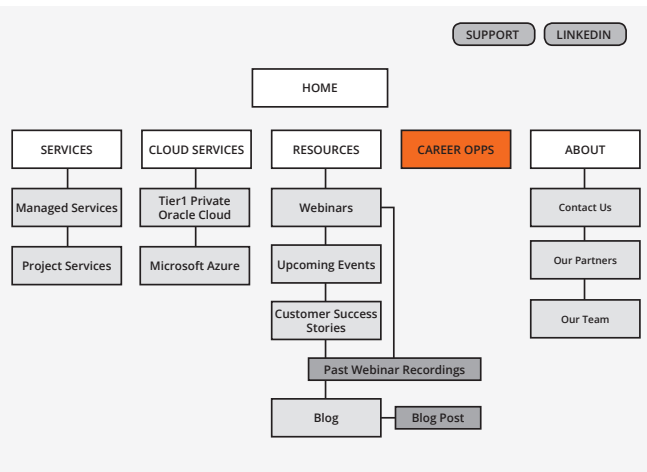 SUPPORT
LINKEDIN
HOME
SERVICES
CLOUD SERVICES
RESOURCES
CAREER OPPS
ABOUT
Managed Services
Tier1 Private
Oracle Cloud
Webinars
Contact Us
Project Services
Microsoft Azure
Upcoming Events
Our Partners
Customer Success
Stories
Our Team
Past Webinar Recordings
Blog
Blog Post